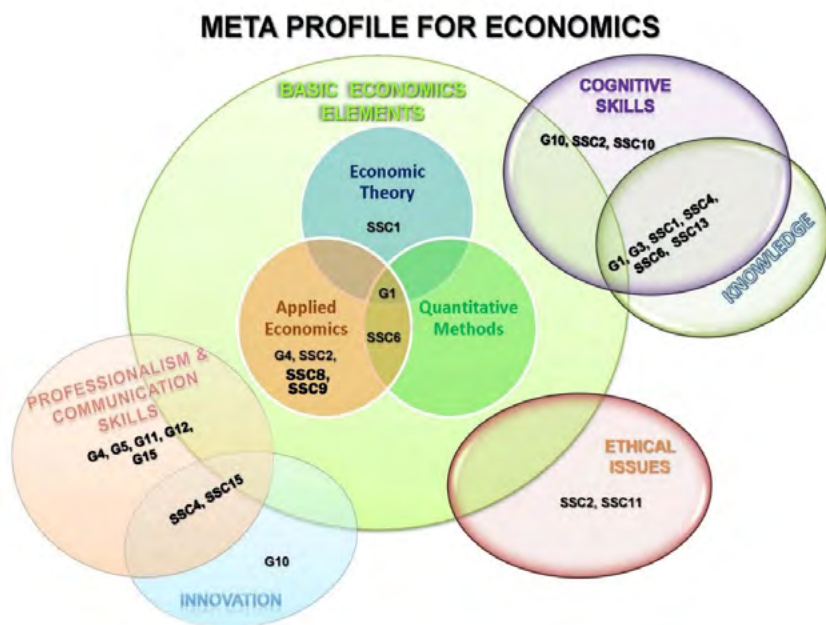 META PROFILE FOR ECONOMICS
BASIC ECONOMICS
ELEMENTS
COGNITIVE
SKILLS
G10, SSC2, SSC10
G1, G3, SSC1, SSC4,
SSC6, SSC13
KNOWLEDGE
Economic
Theory
SSC1
G1
Applied
Economics
SSC6
Quantitative
Methods
G4, SSC2,
SSC8,
SSC9
PROFESSIONALISM &
COMMUNICATION
SKILLS
G4, G5, G11, G12,
G15
SSC4, SSC15
G10
INNOVATION
ETHICAL
ISSUES
SSC2, SSC11